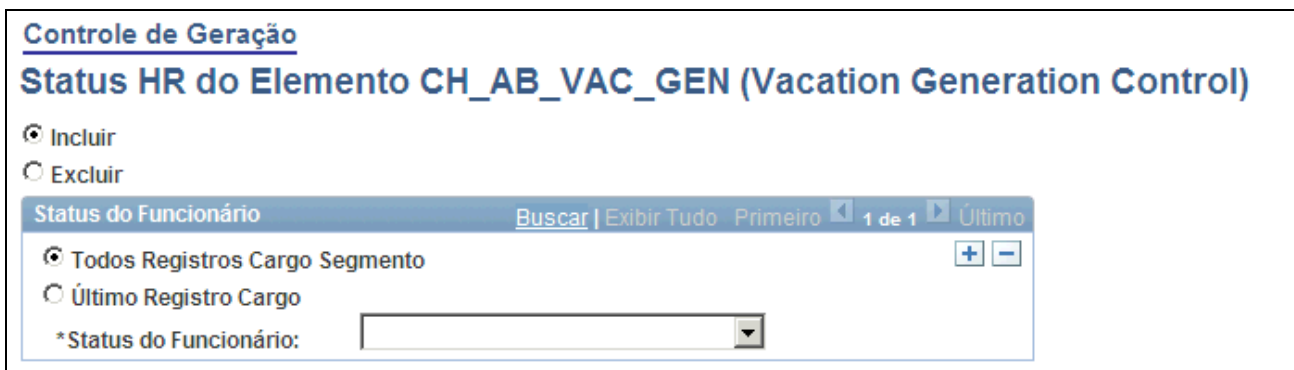 Controle de Geração
Status HR do Elemento CH_AB_VAC_GEN (Vacation Generation Control)
Incluir
Excluir
Status do Funcionário Buscar | Exibir Tudo Primeiro 1 de 1 Último
Todos Registros Cargo Segmento
Último Registro Cargo
*Status do Funcionário: